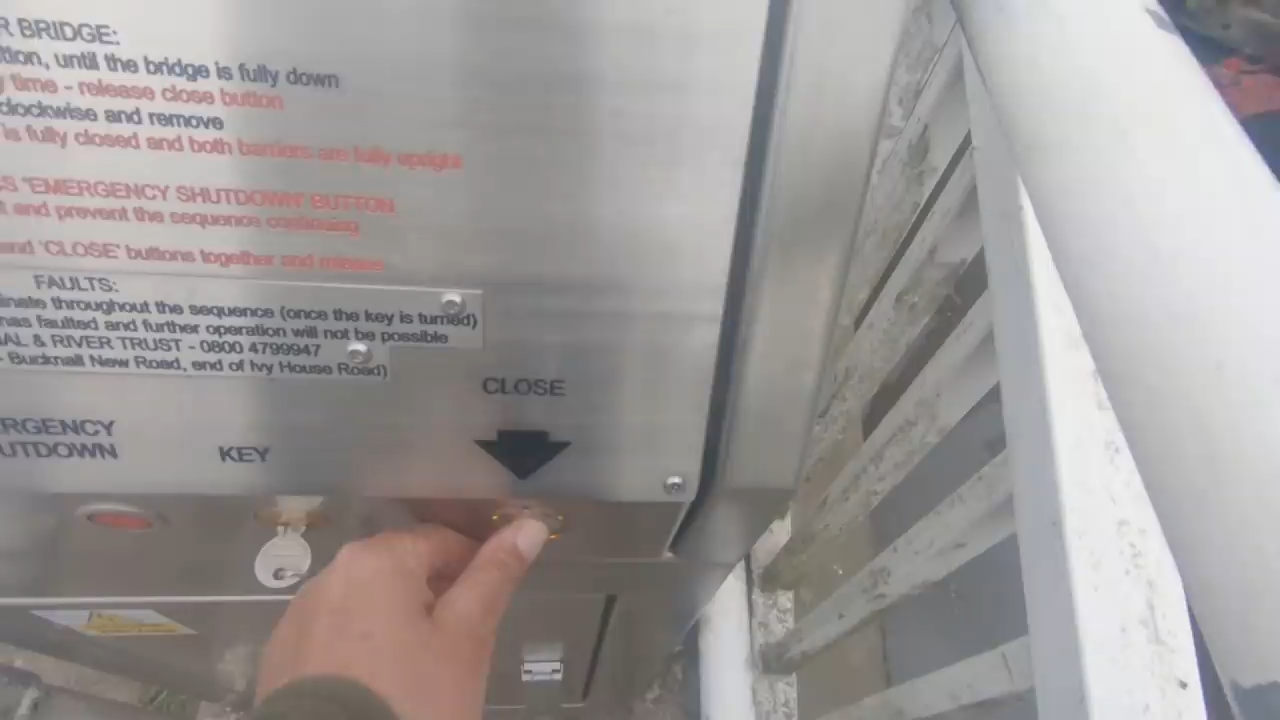 R BRIDGE:
tton, until the bridge is fully down
time - release close button
clockwise and remove
is fully closed and both barriers are fully upright
S 'EMERGENCY SHUTDOWN' BUTTON
t and prevent the sequence continuing
and 'CLOSE' buttons together and release
FAULTS:
inate throughout the sequence (once the key is turned)
has faulted and further operation will not be possible
AL & RIVER TRUST - 0800 4799947
- Bucknall New Road, end of Ivy House Road)
CLOSE
RGENCY
UTDOWN
KEY